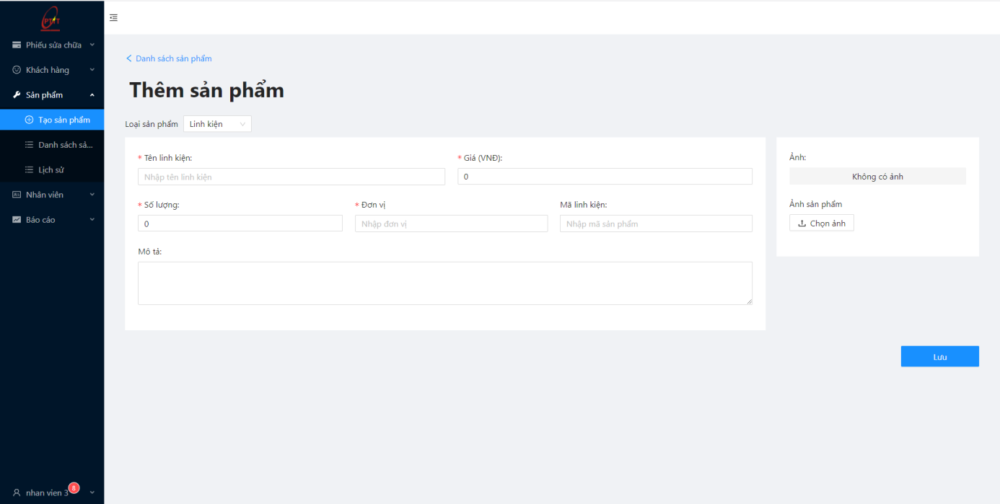 PTIT
Phiếu sửa chữa
Khách hàng
Sản phẩm
Tạo sản phẩm
Danh sách sả...
Lịch sử
Nhân viên
Báo cáo
nhan vien 3
8
Danh sách sản phẩm
Thêm sản phẩm
Loại sản phẩm Linh kiện
* Tên linh kiện: * Giá (VNĐ):
Nhập tên linh kiện 0
* Số lượng: * Đơn vị Mã linh kiện:
0 Nhập đơn vị Nhập mã sản phẩm
Mô tả:
Ảnh:
Không có ảnh
Ảnh sản phẩm
Chọn ảnh
Lưu